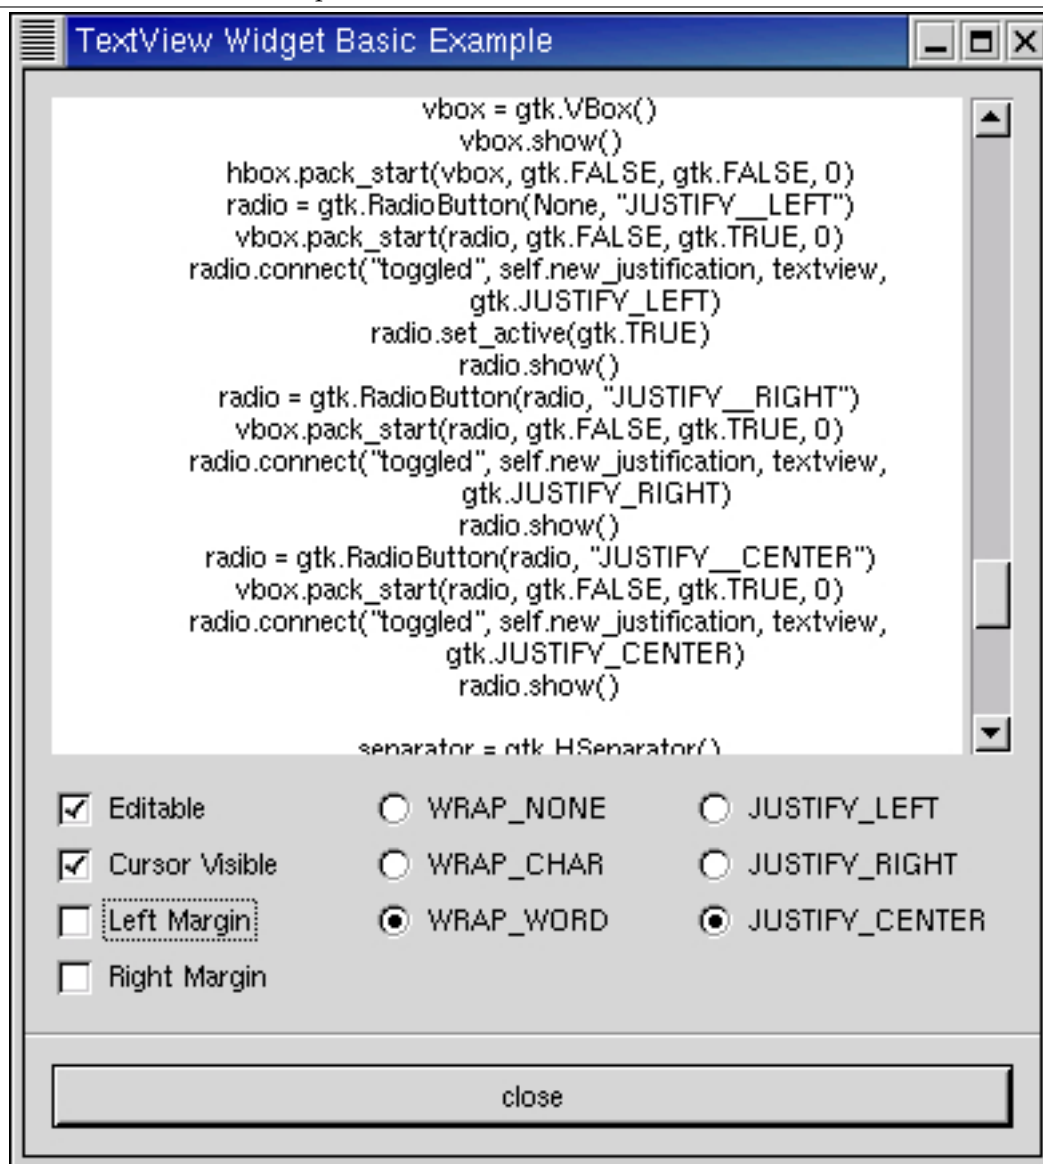 TextView Widget Basic Example
vbox = gtk.VBox()
vbox.show()
hbox.pack_start(vbox, gtk.FALSE, gtk.FALSE, 0)
radio = gtk.RadioButton(None, "JUSTIFY__LEFT")
vbox.pack_start(radio, gtk.FALSE, gtk.TRUE, 0)
radio.connect("toggled", self.new_justification, textview,
gtk.JUSTIFY_LEFT)
radio.set_active(gtk.TRUE)
radio.show()
radio = gtk.RadioButton(radio, "JUSTIFY__RIGHT")
vbox.pack_start(radio, gtk.FALSE, gtk.TRUE, 0)
radio.connect("toggled", self.new_justification, textview,
gtk.JUSTIFY_RIGHT)
radio.show()
radio = gtk.RadioButton(radio, "JUSTIFY__CENTER")
vbox.pack_start(radio, gtk.FALSE, gtk.TRUE, 0)
radio.connect("toggled", self.new_justification, textview,
gtk.JUSTIFY_CENTER)
radio.show()
separator = gtk.HSeparator()
Editable WRAP_NONE JUSTIFY_LEFT
Cursor Visible WRAP_CHAR JUSTIFY_RIGHT
Left Margin WRAP_WORD JUSTIFY_CENTER
Right Margin
close